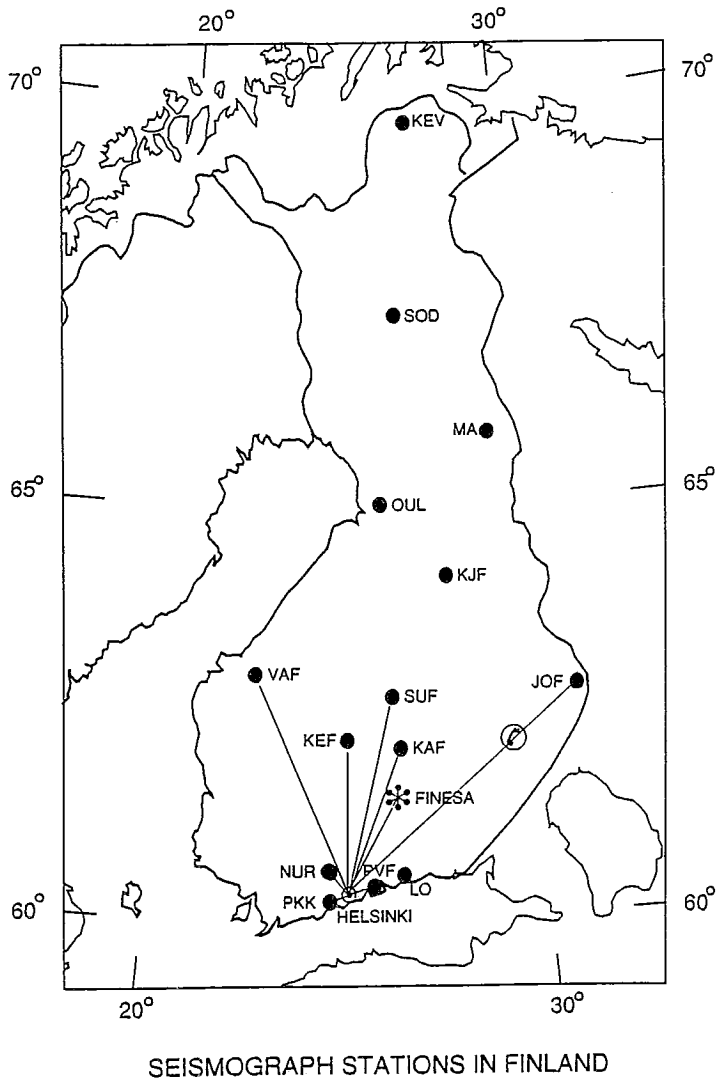 20° 30°
70° 70°
KEV
SOD
MA
65° 65°
OUL
KJF
VAF
JOF
SUF
KEF
KAF
FINESA
NUR PVF
LO
PKK
HELSINKI
60° 60°
20° 30°
SEISMOGRAPH STATIONS IN FINLAND